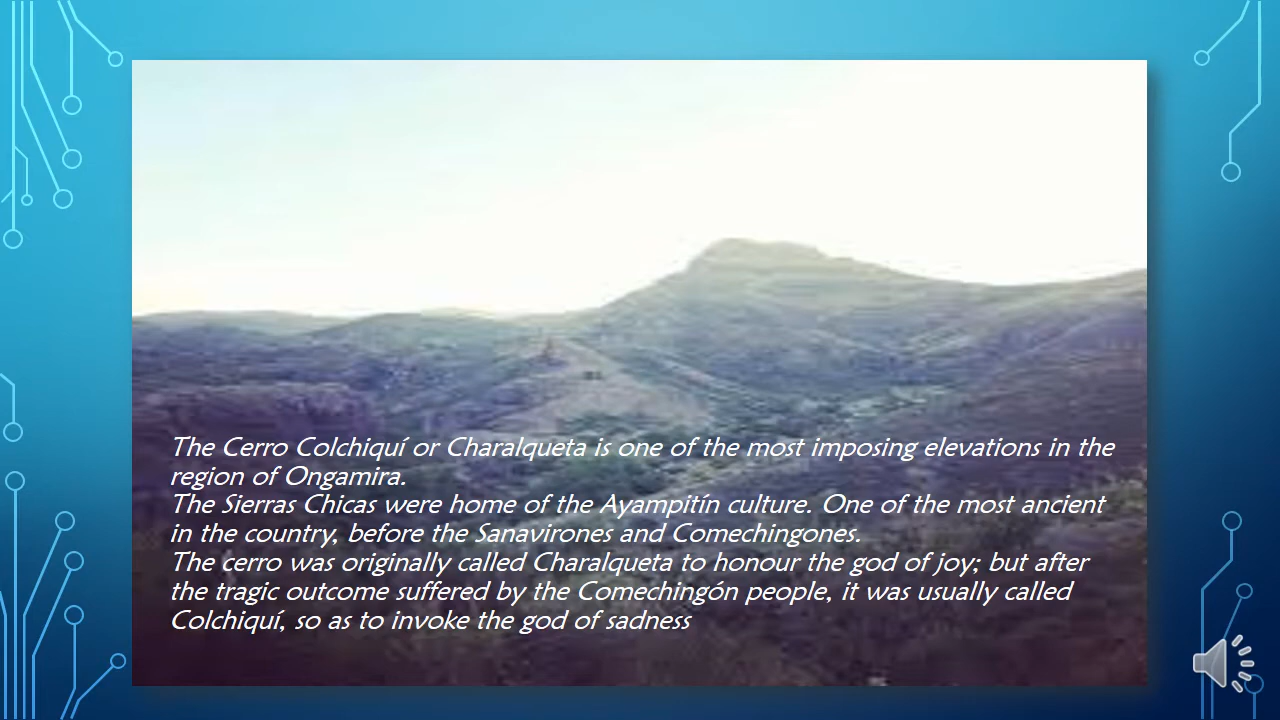 The Cerro Colchiquí or Charalqueta is one of the most imposing elevations in the
region of Ongamira.
The Sierras Chicas were home of the Ayampitín culture. One of the most ancient
in the country, before the Sanavirones and Comechingones.
The cerro was originally called Charalqueta to honour the god of joy; but after
the tragic outcome suffered by the Comechingón people, it was usually called
Colchiquí, so as to invoke the god of sadness